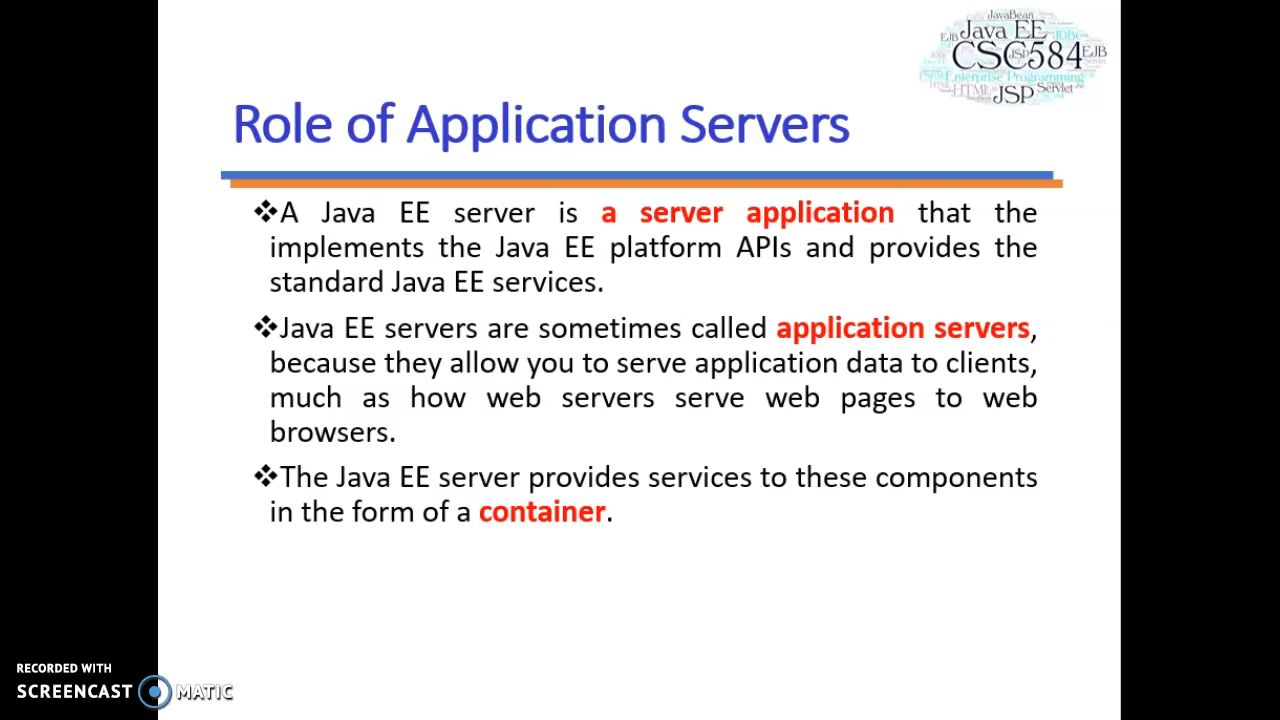 JavaBean
Java EE
EJB
JDBC
CSC584
EJB
JSP
Servlet
Enterprise Programming
HTML
Servlet
JSP
Role of Application Servers
❖A Java EE server is a server application that the
implements the Java EE platform APIs and provides the
standard Java EE services.
❖Java EE servers are sometimes called application servers,
because they allow you to serve application data to clients,
much as how web servers serve web pages to web
browsers.
❖The Java EE server provides services to these components
in the form of a container.
RECORDED WITH
SCREENCAST MATIC